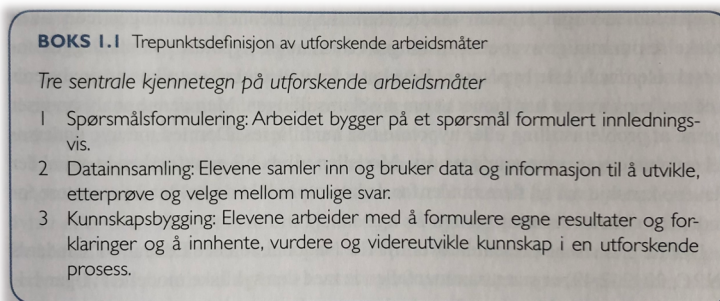 BOKS 1.1 Trepunktsdefinisjon av utforskende arbeidsmåter
Tre sentrale kjennetegn på utforskende arbeidsmåter
1 Spørsmålsformulering: Arbeidet bygger på et spørsmål formulert innlednings-
vis.
2 Datainnsamling: Elevene samler inn og bruker data og informasjon til å utvikle,
etterprøve og velge mellom mulige svar.
3 Kunnskapsbygging: Elevene arbeider med å formulere egne resultater og for-
klaringer og å innhente, vurdere og videreutvikle kunnskap i en utforskende
prosess.